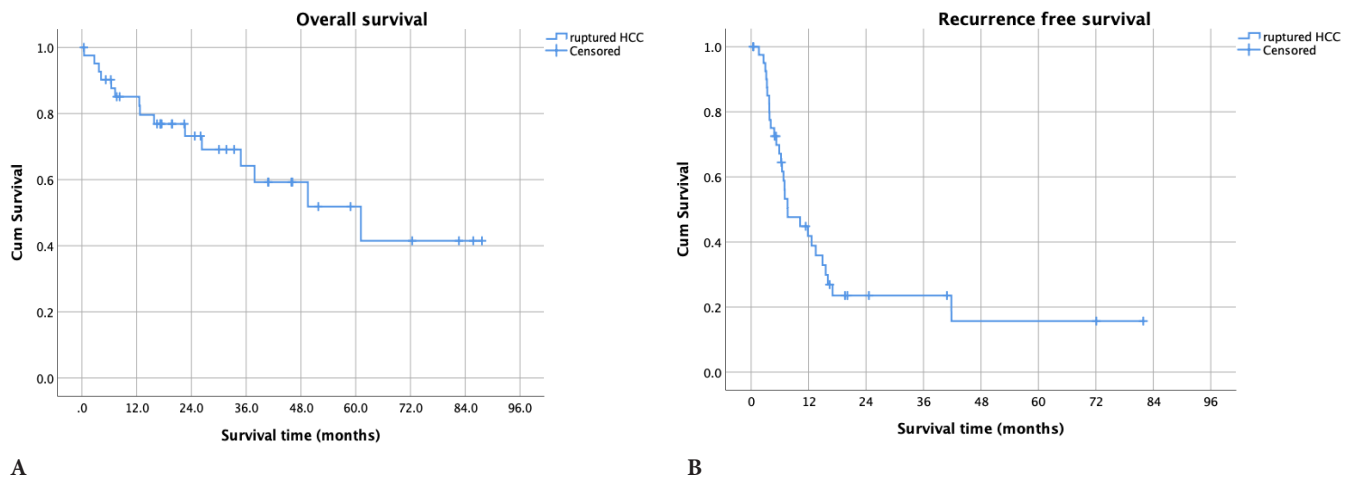 Overall survival
ruptured HCC
Censored
Cum Survival
1.0
0.8
0.6
0.4
0.2
0.0
.0 12.0 24.0 36.0 48.0 60.0 72.0 84.0 96.0
Survival time (months)
A
Recurrence free survival
ruptured HCC
Censored
Cum Survival
1.0
0.8
0.6
0.4
0.2
0.0
0 12 24 36 48 60 72 84 96
Survival time (months)
B